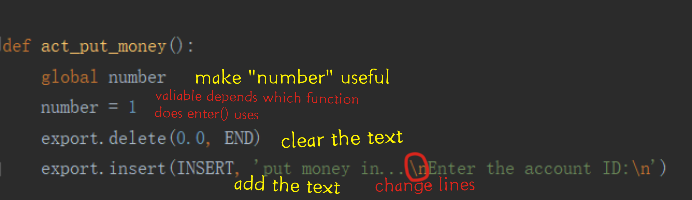 def act_put_money():
global number make "number" useful
valiable depends which function
number = 1
does enter() uses
export.delete(0.0, END) clear the text
export.insert(INSERT, 'put money in...\nEnter the account ID:\n')
add the text change lines